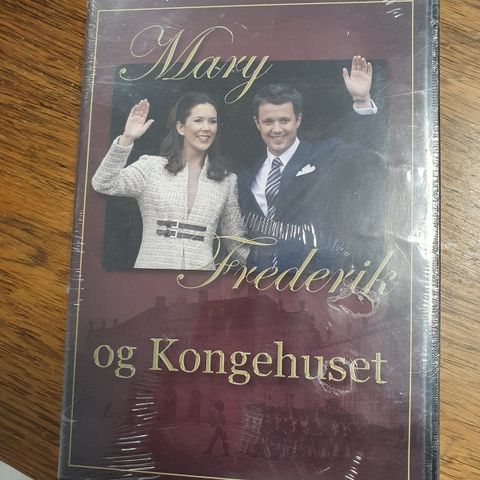 Mary
Frederik
og Kongehuset